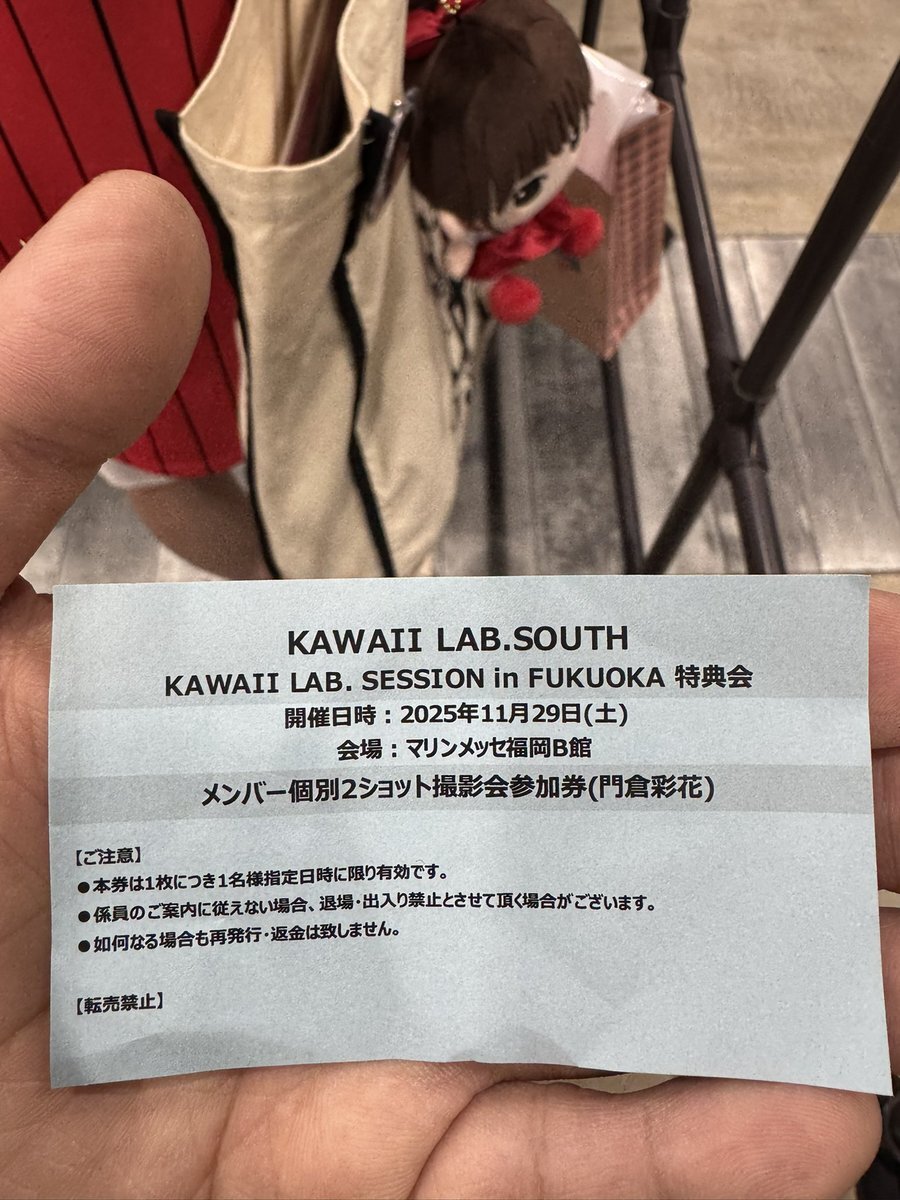 KAWAII LAB.SOUTH
KAWAII LAB. SESSION in FUKUOKA 特典会
開催日時：2025年11月29日(土)
会場：マリンメッセ福岡B館
メンバー個別2ショット撮影会参加券(門倉彩花)
【ご注意】
●本券は1枚につき1名様指定日時に限り有効です。
●係員のご案内に従えない場合、退場・出入り禁止とさせて頂く場合がございます。
●如何なる場合も再発行・返金は致しません。
【転売禁止】